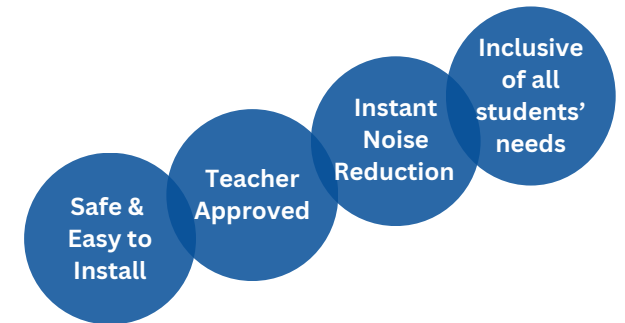 Safe &
Easy to
Install
Teacher
Approved
Instant
Noise
Reduction
Inclusive
of all
students’
needs